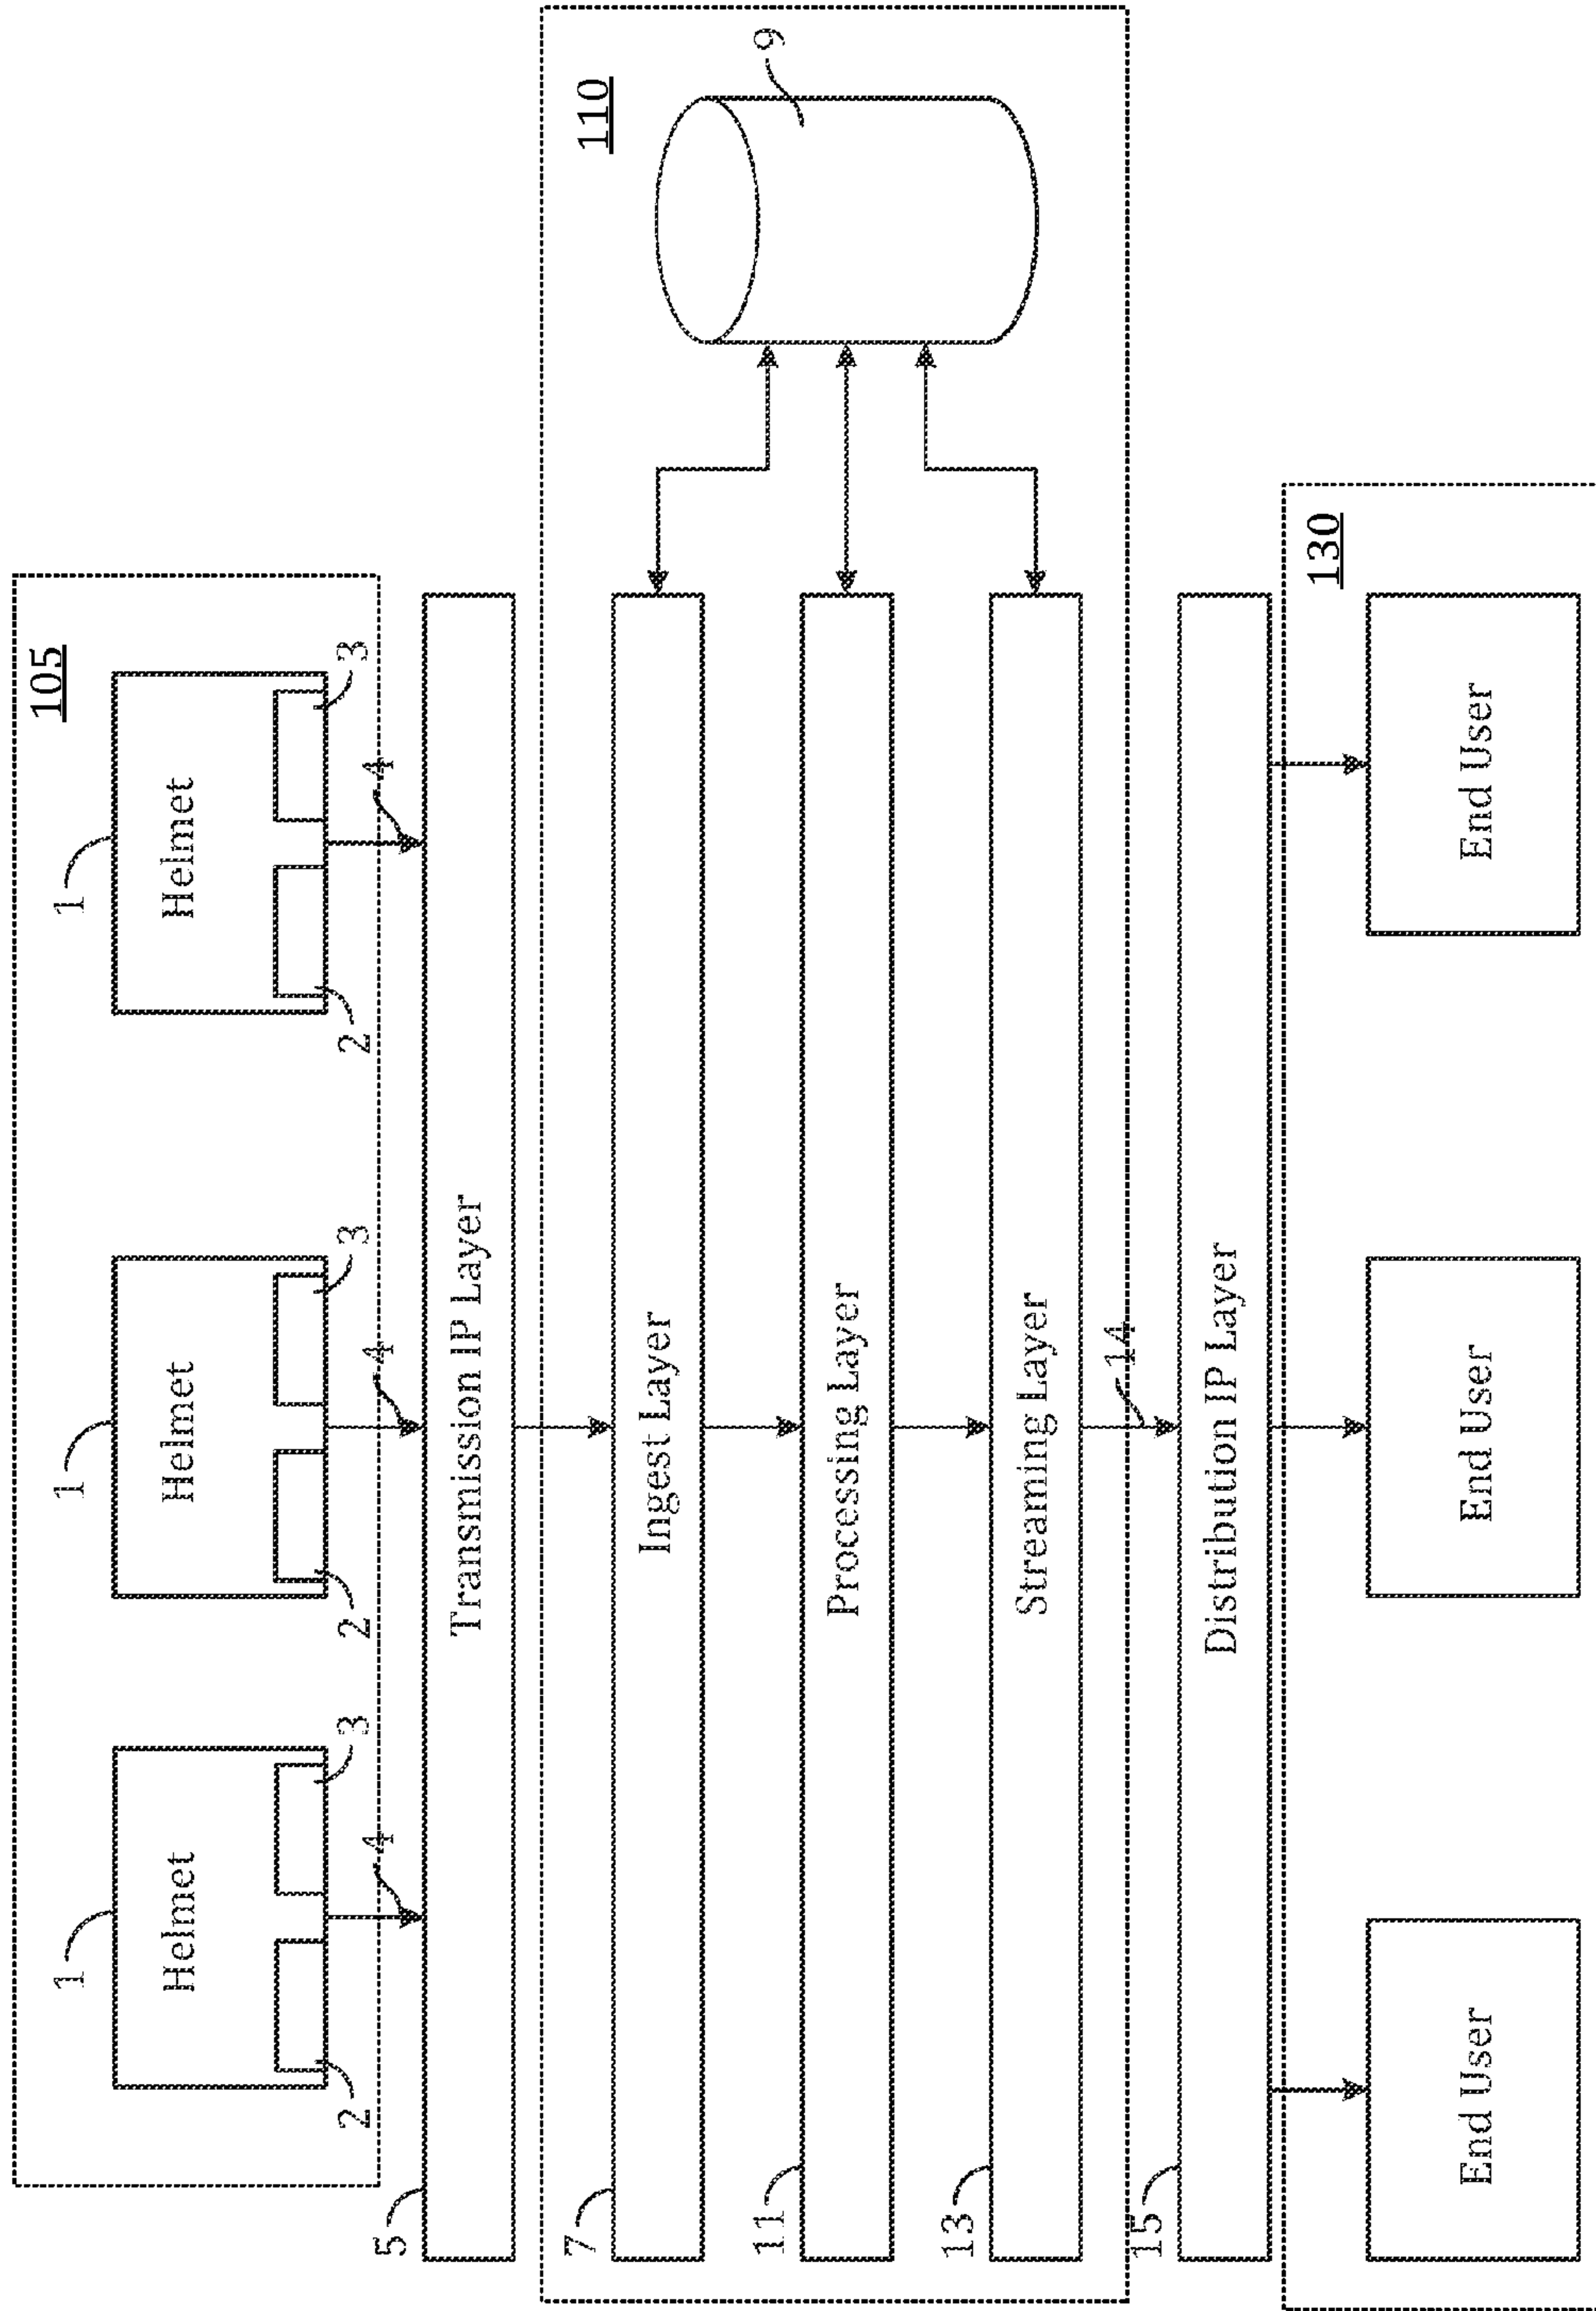 105
1
1
1
Helmet
Helmet
Helmet
2
3
2
3
2
3
4
4
4
5
Transmission IP Layer
110
7
Ingest Layer
9
11
Processing Layer
13
Streaming Layer
14
15
Distribution IP Layer
130
End User
End User
End User